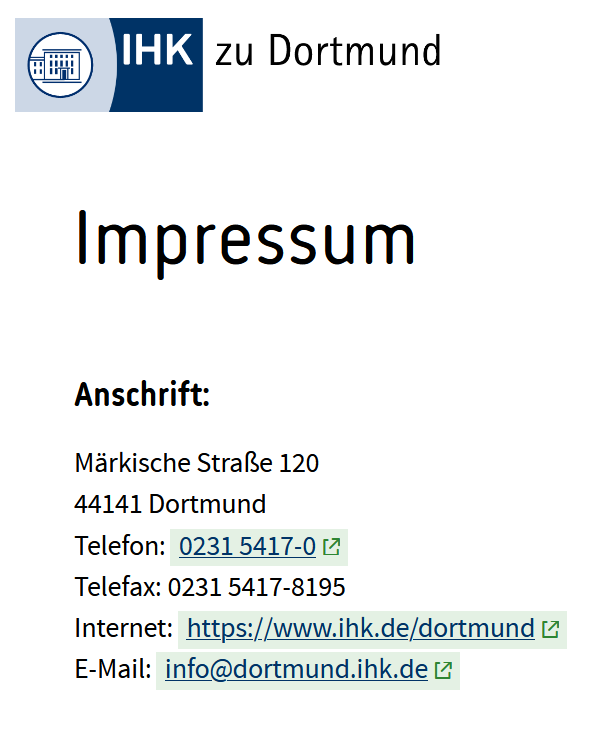 IHK zu Dortmund
Impressum
Anschrift:
Märkische Straße 120
44141 Dortmund
Telefon: 0231 5417-0
Telefax: 0231 5417-8195
Internet: https://www.ihk.de/dortmund
E-Mail: info@dortmund.ihk.de